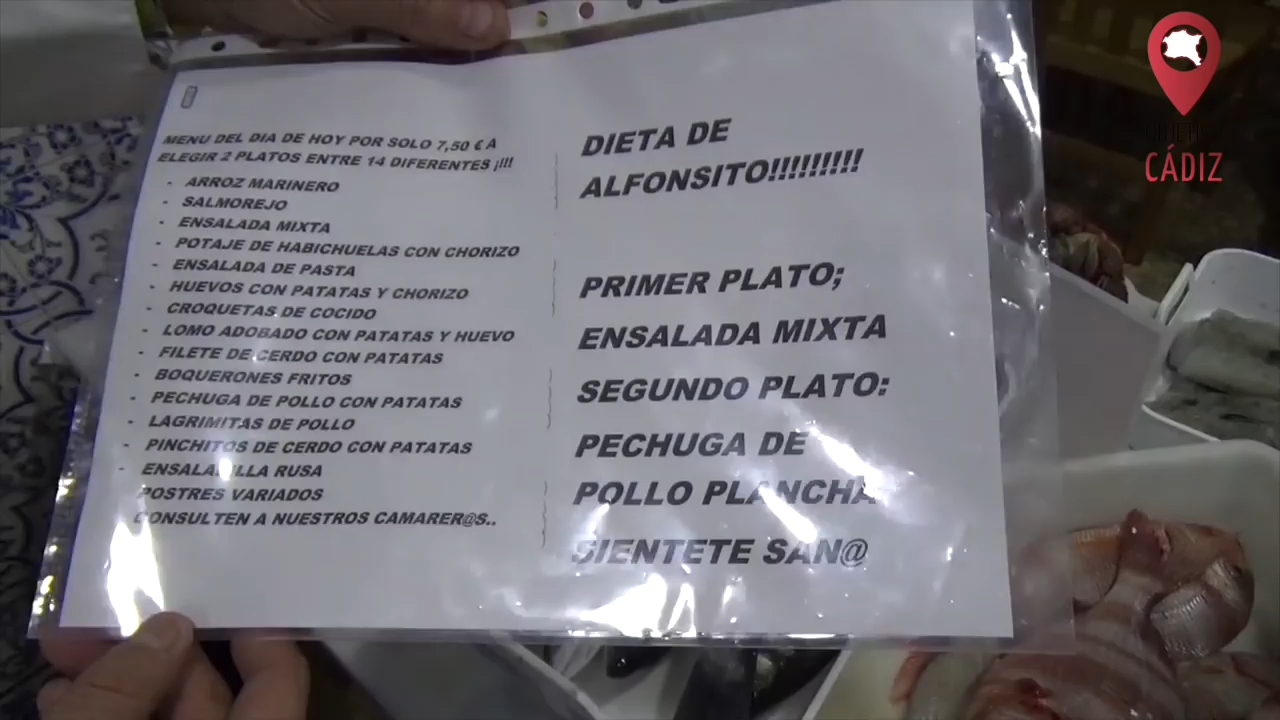 MENU DEL DIA DE HOY POR SOLO 7,50 € A
ELEGIR 2 PLATOS ENTRE 14 DIFERENTES ¡!!!
- ARROZ MARINERO
- SALMOREJO
- ENSALADA MIXTA
- POTAJE DE HABICHUELAS CON CHORIZO
- ENSALADA DE PASTA
- HUEVOS CON PATATAS Y CHORIZO
- CROQUETAS DE COCIDO
- LOMO ADOBADO CON PATATAS Y HUEVO
- FILETE DE CERDO CON PATATAS
- BOQUERONES FRITOS
- PECHUGA DE POLLO CON PATATAS
- LAGRIMITAS DE POLLO
- PINCHITOS DE CERDO CON PATATAS
- ENSALADILLA RUSA
POSTRES VARIADOS
CONSULTEN A NUESTROS CAMARER@S..
DIETA DE
ALFONSITO!!!!!!!!!
PRIMER PLATO;
ENSALADA MIXTA
SEGUNDO PLATO:
PECHUGA DE
POLLO PLANCHA
SIENTETE SAN@
CÁDIZ